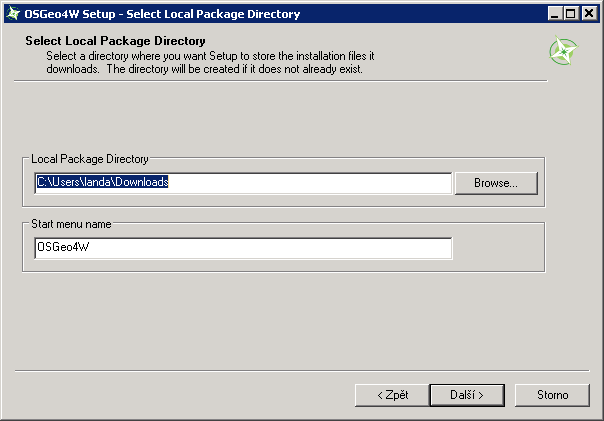 OSGeo4W Setup - Select Local Package Directory
Select Local Package Directory
Select a directory where you want Setup to store the installation files it
downloads. The directory will be created if it does not already exist.
Local Package Directory
C:\Users\landa\Downloads
Browse...
Start menu name
OSGeo4W
< Zpět
Další >
Storno